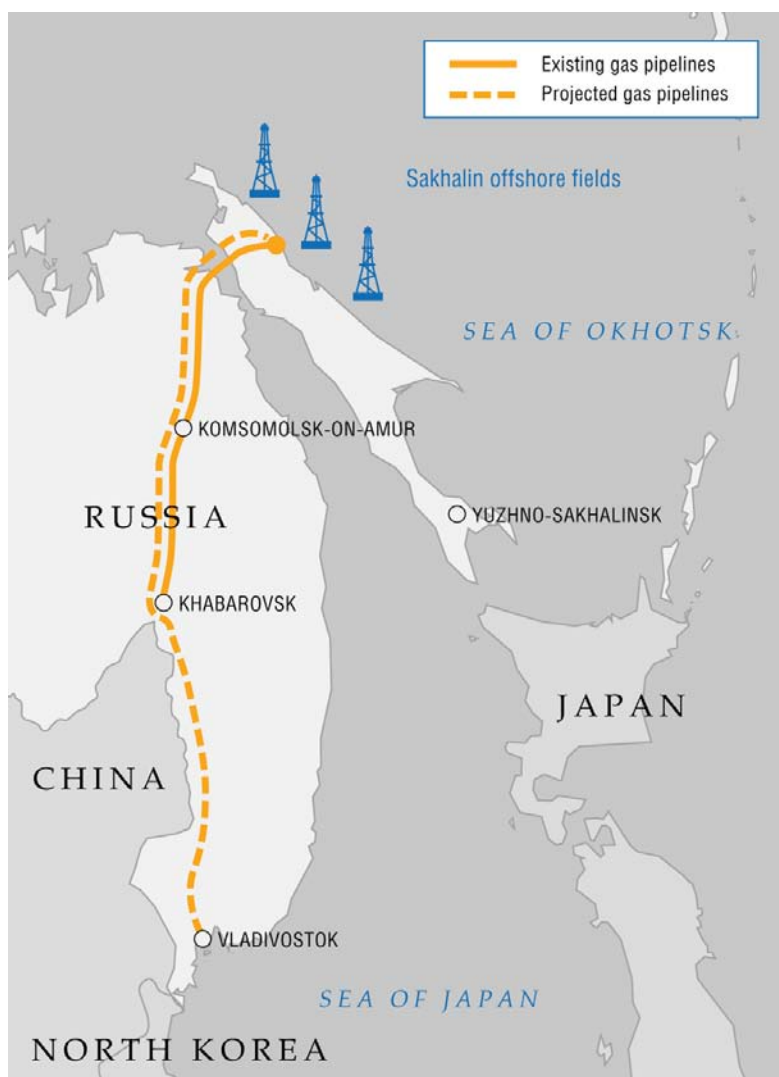 Existing gas pipelines
Projected gas pipelines
Sakhalin offshore fields
SEA OF OKHOTSK
KOMSOMOLSK-ON-AMUR
RUSSIA
YUZHNO-SAKHALINSK
KHABAROVSK
JAPAN
CHINA
VLADIVOSTOK
SEA OF JAPAN
NORTH KOREA